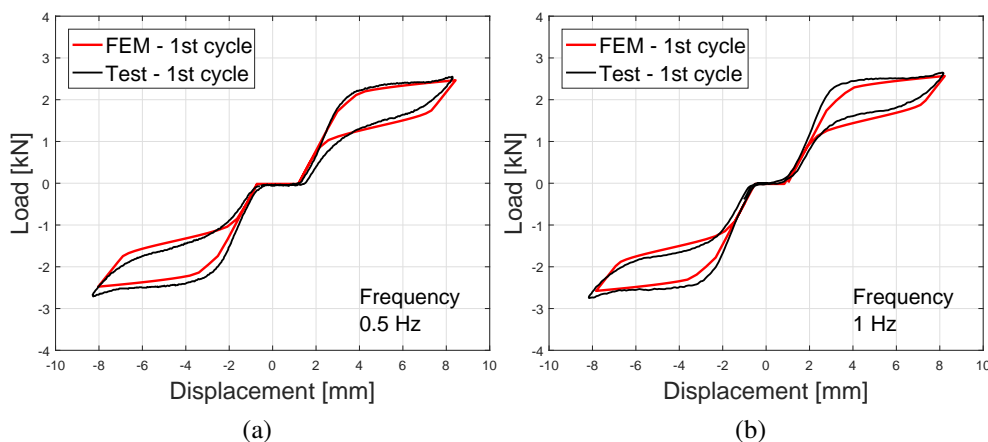 4
3
2
1
0
-1
-2
-3
-4
Load [kN]
FEM - 1st cycle
Test - 1st cycle
Frequency
0.5 Hz
-10 -8 -6 -4 -2 0 2 4 6 8 10
Displacement [mm]
(a)
4
3
2
1
0
-1
-2
-3
-4
Load [kN]
FEM - 1st cycle
Test - 1st cycle
Frequency
1 Hz
-10 -8 -6 -4 -2 0 2 4 6 8 10
Displacement [mm]
(b)